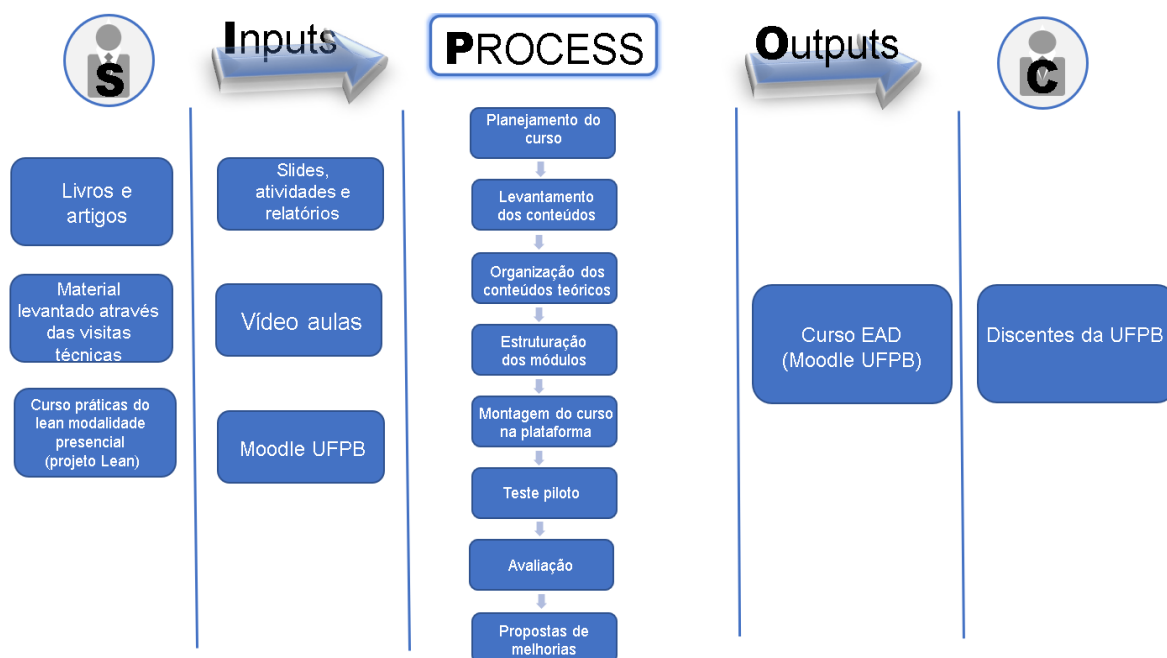 S
Inputs
PROCESS
Outputs
C
Livros e
artigos
Material
levantado através
das visitas
técnicas
Curso práticas do
lean modalidade
presencial
(projeto Lean)
Slides,
atividades e
relatórios
Vídeo aulas
Moodle UFPB
Planejamento do
curso
Levantamento
dos conteúdos
Organização dos
conteúdos teóricos
Estruturação
dos módulos
Montagem do curso
na plataforma
Teste piloto
Avaliação
Propostas de
melhorias
Curso EAD
(Moodle UFPB)
Discentes da UFPB